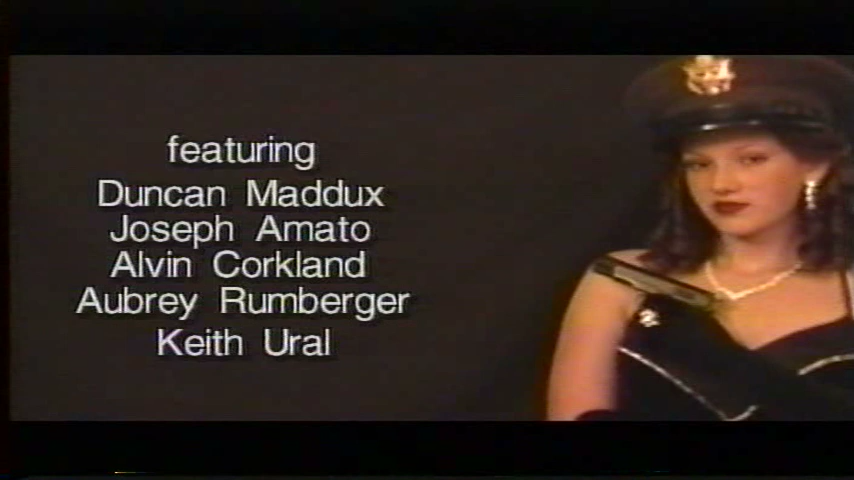 featuring
Duncan Maddux
Joseph Amato
Alvin Corkland
Aubrey Rumberger
Keith Ural